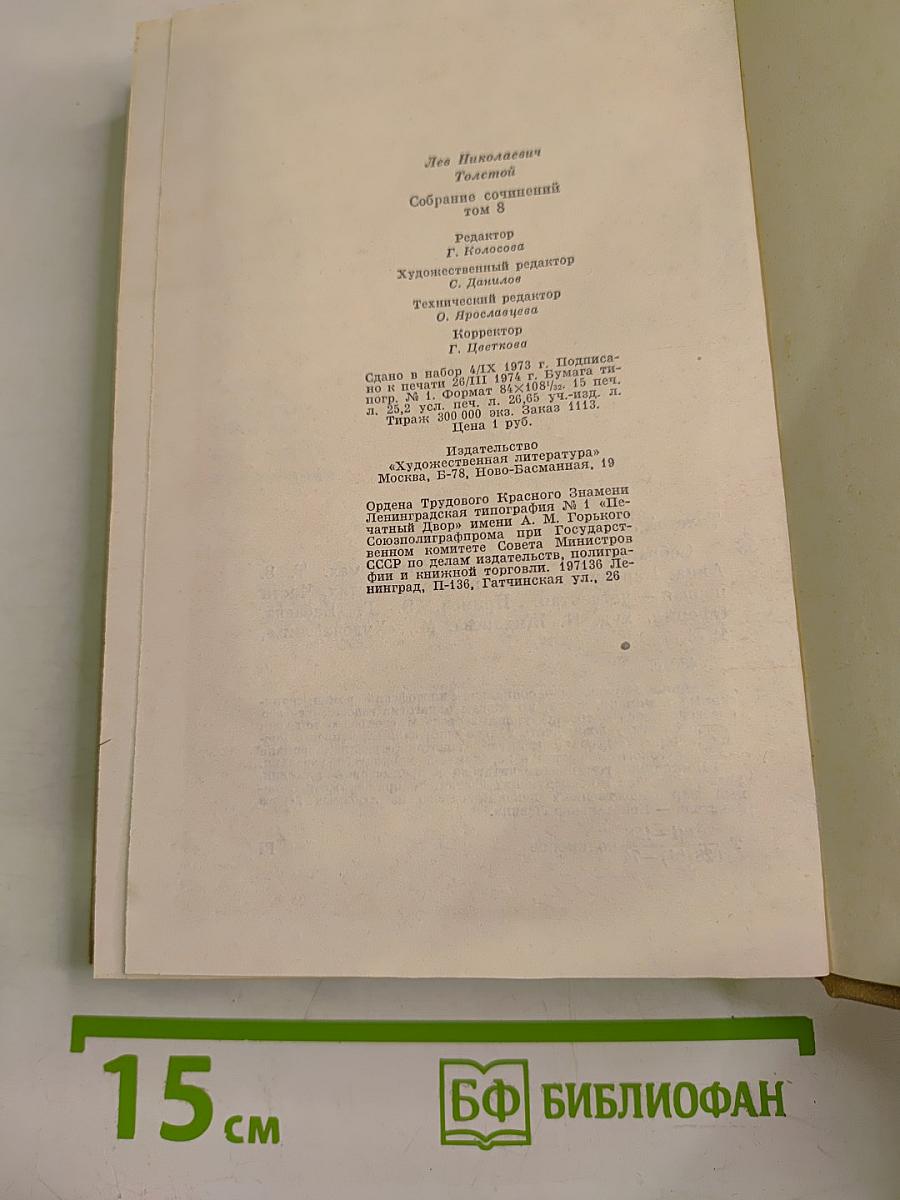 Лев Николаевич
Толстой
Собрание сочинений
том 8
Редактор
Г. Колосова
Художественный редактор
С. Данилов
Технический редактор
О. Ярославцева
Корректор
Г. Цветкова
Сдано в набор 4/IX 1973 г. Подписа-
но к печати 26/III 1974 г. Бумага ти-
погр. № 1. Формат 84×108¹/₃₂. 15 печ.
л. 25,2 усл. печ. л. 26,65 уч.-изд. л.
Тираж 300 000 экз. Заказ 1113.
Цена 1 руб.
Издательство
«Художественная литература»
Москва, Б-78, Ново-Басманная, 19
Ордена Трудового Красного Знамени
Ленинградская типография № 1 «Пе-
чатный Двор» имени А. М. Горького
Союзполиграфпрома при Государст-
венном комитете Совета Министров
СССР по делам издательств, полигра-
фии и книжной торговли. 197136 Ле-
нинград, П-136, Гатчинская ул., 26
15 см
БФ БИБЛИОФАН